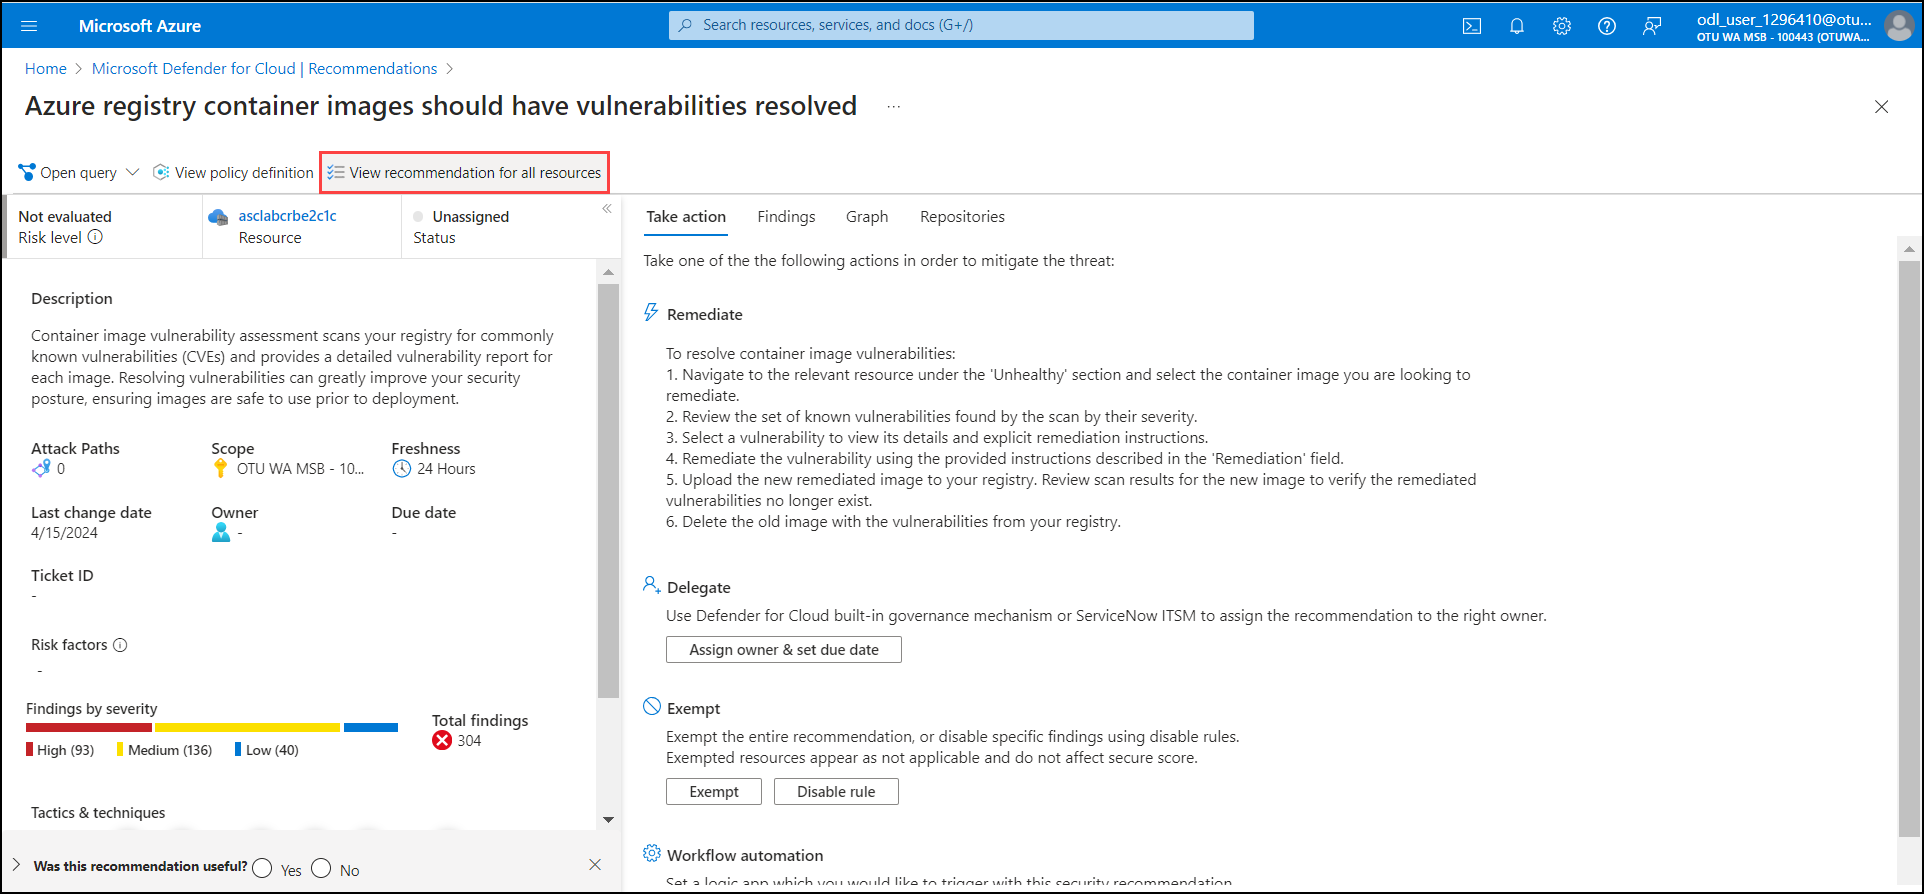 Microsoft Azure
Search resources, services, and docs (G+/)
odl_user_1296410@otu...
OTU WA MSB - 100443 (OTUWA...
Home > Microsoft Defender for Cloud | Recommendations >
Azure registry container images should have vulnerabilities resolved ...
Open query
View policy definition
View recommendation for all resources
Not evaluated
Risk level
asclabcrbe2c1c
Resource
Unassigned
Status
Description
Container image vulnerability assessment scans your registry for commonly
known vulnerabilities (CVEs) and provides a detailed vulnerability report for
each image. Resolving vulnerabilities can greatly improve your security
posture, ensuring images are safe to use prior to deployment.
Attack Paths
0
Scope
OTU WA MSB - 10...
Freshness
24 Hours
Last change date
4/15/2024
Owner
-
Due date
-
Ticket ID
-
Risk factors
-
Findings by severity
High (93)
Medium (136)
Low (40)
Total findings
304
Tactics & techniques
Was this recommendation useful? Yes No
Take action
Findings
Graph
Repositories
Take one of the the following actions in order to mitigate the threat:
Remediate
To resolve container image vulnerabilities:
1. Navigate to the relevant resource under the 'Unhealthy' section and select the container image you are looking to
remediate.
2. Review the set of known vulnerabilities found by the scan by their severity.
3. Select a vulnerability to view its details and explicit remediation instructions.
4. Remediate the vulnerability using the provided instructions described in the 'Remediation' field.
5. Upload the new remediated image to your registry. Review scan results for the new image to verify the remediated
vulnerabilities no longer exist.
6. Delete the old image with the vulnerabilities from your registry.
Delegate
Use Defender for Cloud built-in governance mechanism or ServiceNow ITSM to assign the recommendation to the right owner.
Assign owner & set due date
Exempt
Exempt the entire recommendation, or disable specific findings using disable rules.
Exempted resources appear as not applicable and do not affect secure score.
Exempt
Disable rule
Workflow automation
Set a logic app which you would like to trigger with this security recommendation